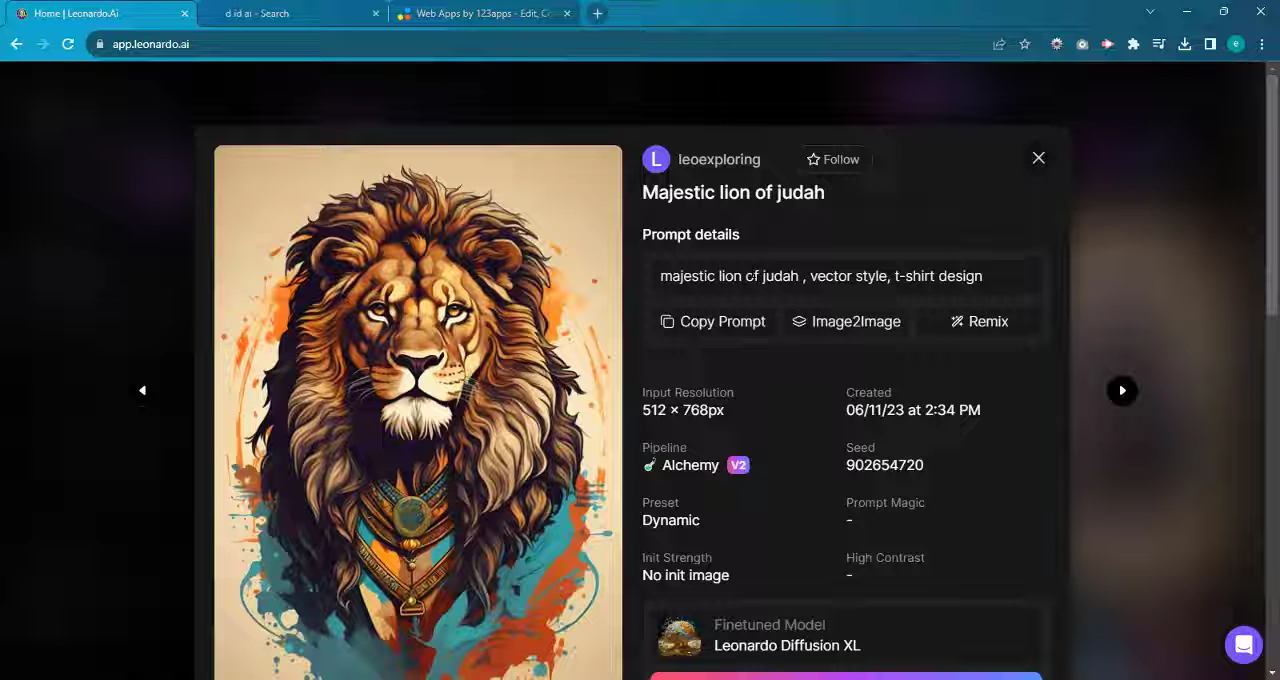 Home | Leonardo.Ai
d id ai - Search
Web Apps by 123apps - Edit, Co
app.leonardo.ai
e
L leoexploring
Follow
Majestic lion of judah
Prompt details
majestic lion of judah , vector style, t-shirt design
Copy Prompt
Image2Image
Remix
Input Resolution
Created
512 × 768px
06/11/23 at 2:34 PM
Pipeline
Seed
Alchemy V2
902654720
Preset
Prompt Magic
Dynamic
-
Init Strength
High Contrast
No init image
-
Finetuned Model
Leonardo Diffusion XL